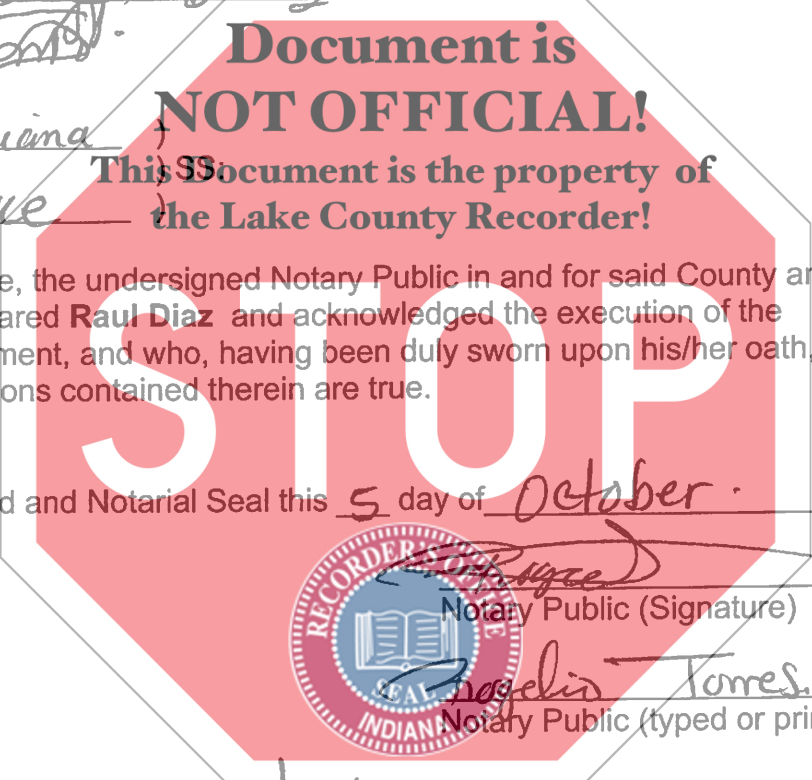 Document is
NOT OFFICIAL!
iana )
This Document is the property of
) SS:
the Lake County Recorder!
e, the undersigned Notary Public in and for said County an
ared Raul Diaz and acknowledged the execution of the
ment, and who, having been duly sworn upon his/her oath,
ons contained therein are true.
STOP
d and Notarial Seal this 5 day of October.
RECORDER'S OFFICE
Notary Public (Signature)
SEAL
Rogelio Torres.
INDIANA
Notary Public (typed or pri